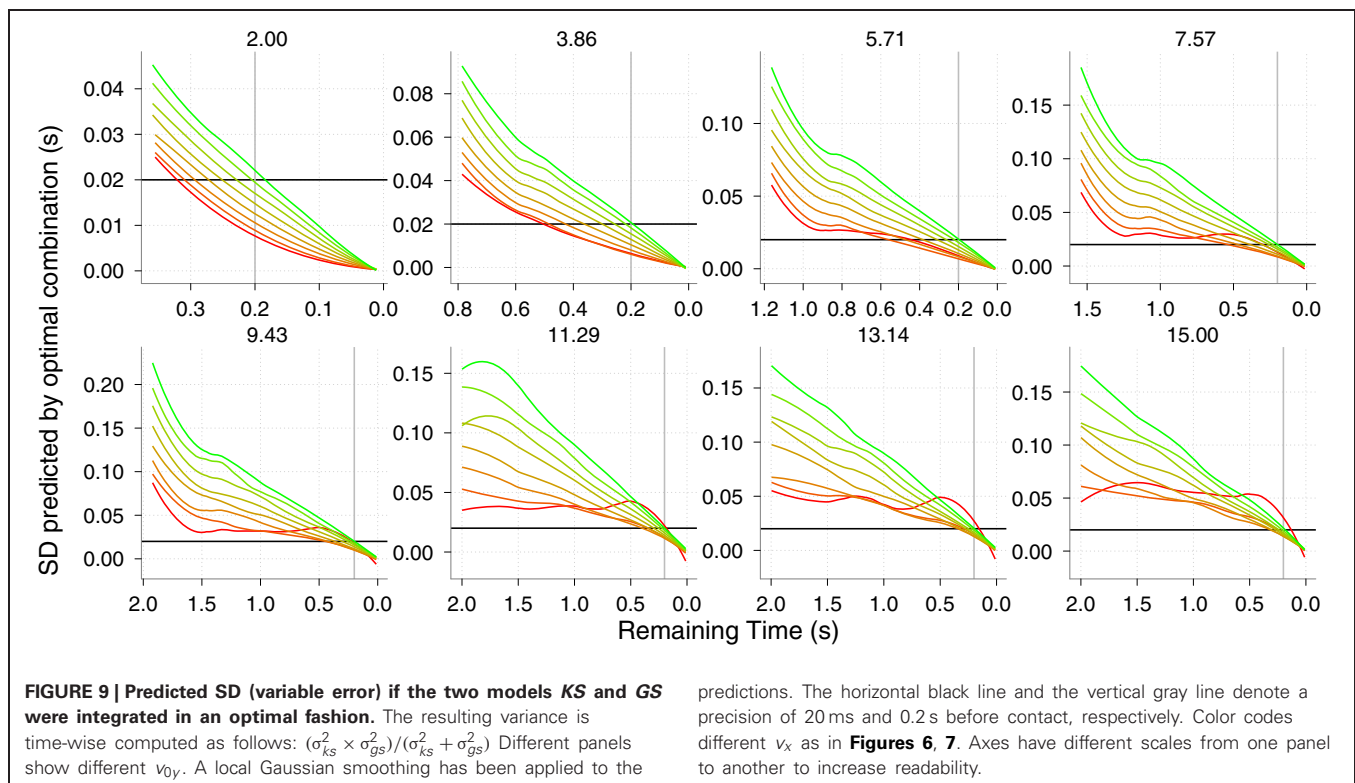 SD predicted by optimal combination (s)
2.00
3.86
5.71
7.57
0.04
0.03
0.02
0.01
0.00
0.3 0.2 0.1 0.0
0.08
0.06
0.04
0.02
0.00
0.8 0.6 0.4 0.2 0.0
0.10
0.05
0.00
1.2 1.0 0.8 0.6 0.4 0.2 0.0
0.15
0.10
0.05
0.00
1.5 1.0 0.5 0.0
9.43
11.29
13.14
15.00
0.20
0.15
0.10
0.05
0.00
2.0 1.5 1.0 0.5 0.0
0.15
0.10
0.05
0.00
2.0 1.5 1.0 0.5 0.0
0.15
0.10
0.05
0.00
2.0 1.5 1.0 0.5 0.0
0.15
0.10
0.05
0.00
2.0 1.5 1.0 0.5 0.0
Remaining Time (s)
FIGURE 9 | Predicted SD (variable error) if the two models KS and GS
were integrated in an optimal fashion. The resulting variance is
time-wise computed as follows: (σ²ks × σ²gs)/(σ²ks + σ²gs) Different panels
show different v0y. A local Gaussian smoothing has been applied to the
predictions. The horizontal black line and the vertical gray line denote a
precision of 20 ms and 0.2 s before contact, respectively. Color codes
different vx as in Figures 6, 7. Axes have different scales from one panel
to another to increase readability.